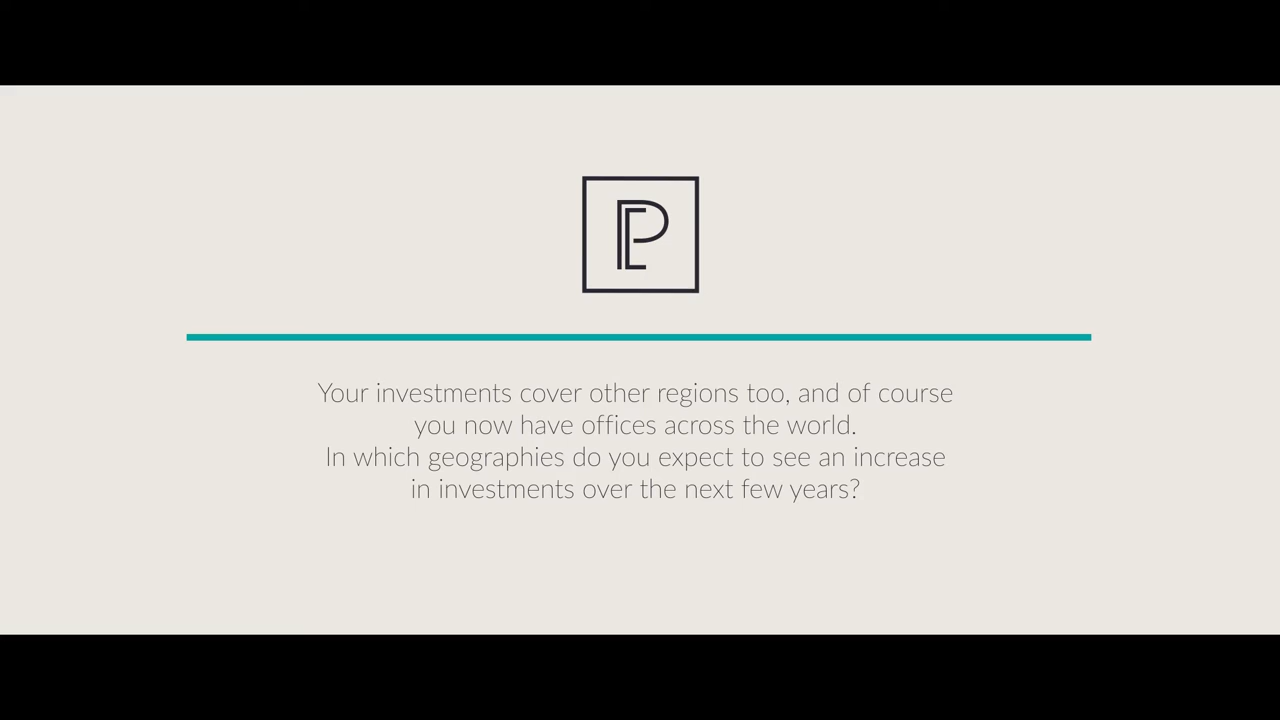 Your investments cover other regions too, and of course
you now have offices across the world.
In which geographies do you expect to see an increase
in investments over the next few years?